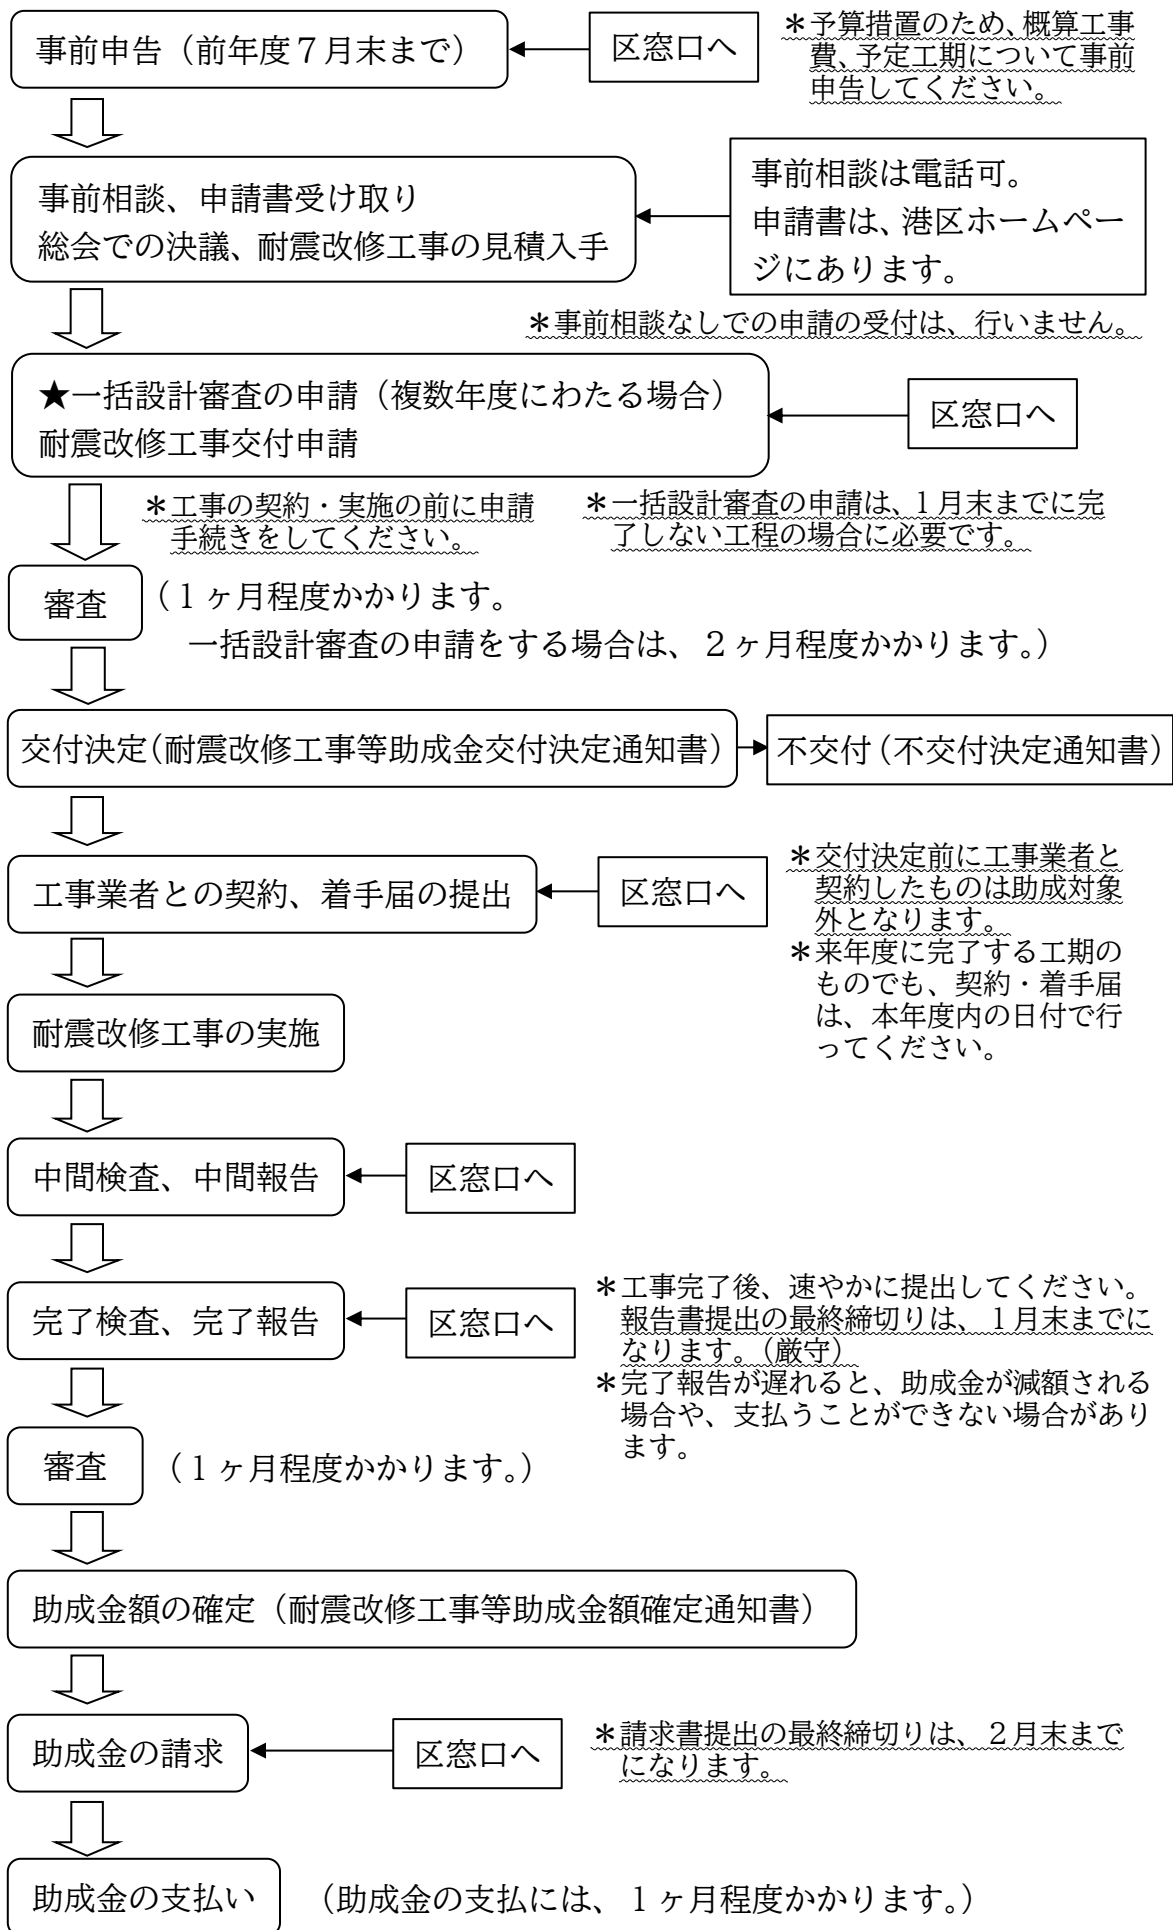 事前申告（前年度７月末まで）
区窓口へ
＊予算措置のため、概算工事
費、予定工期について事前
申告してください。
事前相談、申請書受け取り
総会での決議、耐震改修工事の見積入手
事前相談は電話可。
申請書は、港区ホームペー
ジにあります。
＊事前相談なしでの申請の受付は、行いません。
★一括設計審査の申請（複数年度にわたる場合）
耐震改修工事交付申請
区窓口へ
＊工事の契約・実施の前に申請
手続きをしてください。
＊一括設計審査の申請は、１月末までに完
了しない工程の場合に必要です。
審査
（１ヶ月程度かかります。
一括設計審査の申請をする場合は、２ヶ月程度かかります。）
交付決定（耐震改修工事等助成金交付決定通知書）
不交付（不交付決定通知書）
工事業者との契約、着手届の提出
区窓口へ
＊交付決定前に工事業者と
契約したものは助成対象
外となります。
＊来年度に完了する工期の
ものでも、契約・着手届
は、本年度内の日付で行
ってください。
耐震改修工事の実施
中間検査、中間報告
区窓口へ
完了検査、完了報告
区窓口へ
＊工事完了後、速やかに提出してください。
報告書提出の最終締切りは、１月末までに
なります。（厳守）
＊完了報告が遅れると、助成金が減額される
場合や、支払うことができない場合があり
ます。
審査
（１ヶ月程度かかります。）
助成金額の確定（耐震改修工事等助成金額確定通知書）
助成金の請求
区窓口へ
＊請求書提出の最終締切りは、２月末まで
になります。
助成金の支払い
（助成金の支払には、１ヶ月程度かかります。）